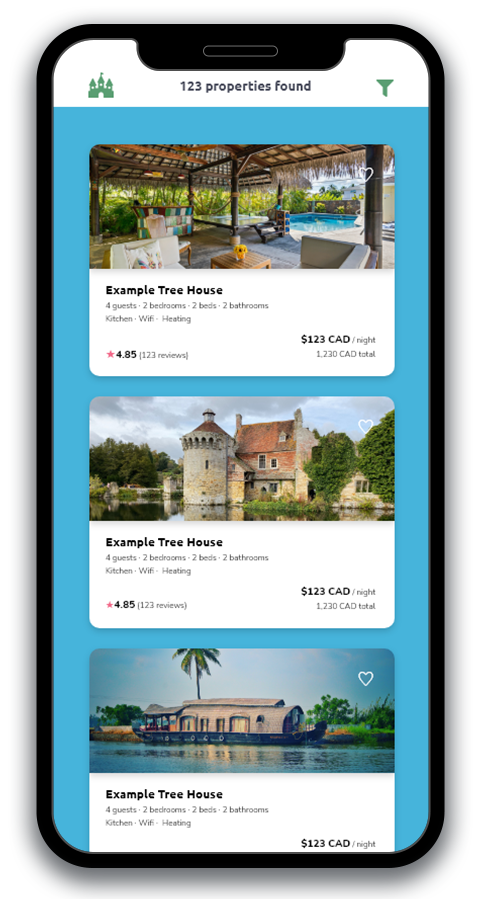 123 properties found
Example Tree House
4 guests · 2 bedrooms · 2 beds · 2 bathrooms
Kitchen · Wifi · Heating
$123 CAD / night
★4.85 (123 reviews)
1,230 CAD total
Example Tree House
4 guests · 2 bedrooms · 2 beds · 2 bathrooms
Kitchen · Wifi · Heating
$123 CAD / night
★4.85 (123 reviews)
1,230 CAD total
Example Tree House
4 guests · 2 bedrooms · 2 beds · 2 bathrooms
Kitchen · Wifi · Heating
$123 CAD / night